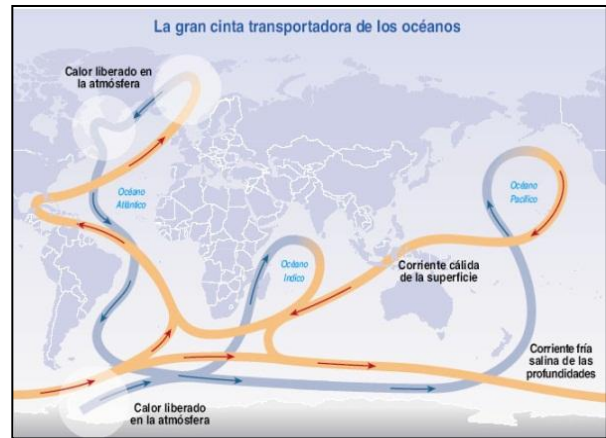 La gran cinta transportadora de los océanos
Calor liberado en
la atmósfera
Océano
Atlántico
Océano
Pacífico
Océano
Indico
Corriente cálida
de la superficie
Corriente fría
salina de las
profundidades
Calor liberado
en la atmósfera